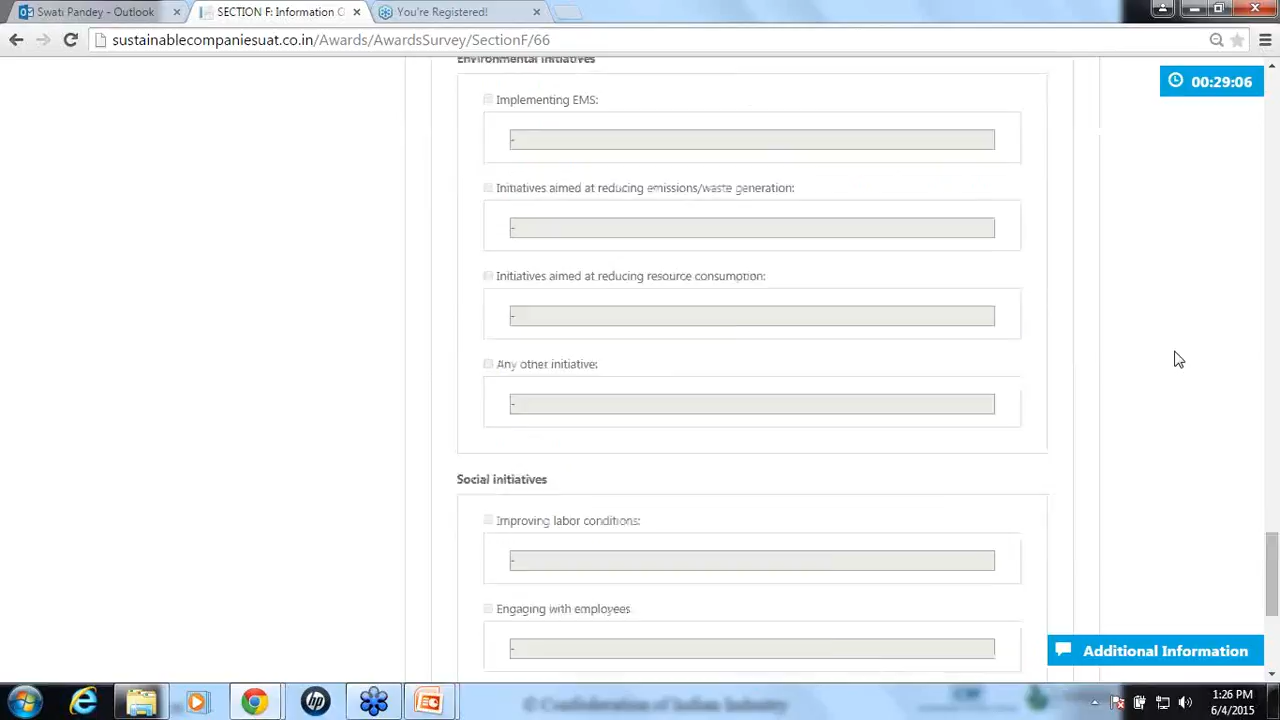 Swati Pandey - Outlook
SECTION F: Information C
You're Registered!
sustainablecompaniesuat.co.in/Awards/AwardsSurvey/SectionF/66
Environmental Initiatives
00:29:06
Implementing EMS:
-
Initiatives aimed at reducing emissions/waste generation:
-
Initiatives aimed at reducing resource consumption:
-
Any other initiative:
-
Social initiatives
Improving labor conditions:
-
Engaging with employees
-
Additional Information
1:26 PM
6/4/2015